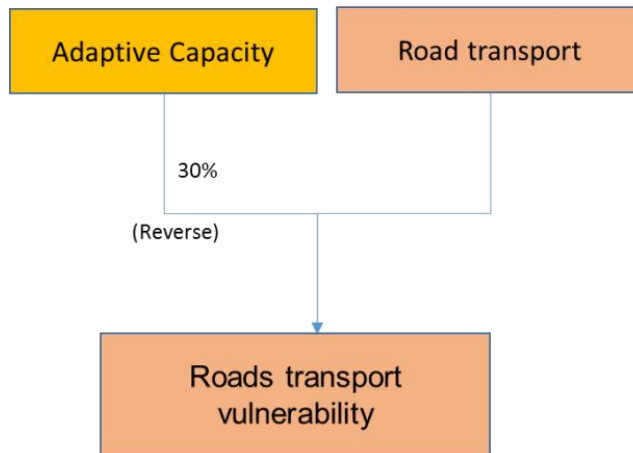 Adaptive Capacity
Road transport
30%
(Reverse)
Roads transport
vulnerability